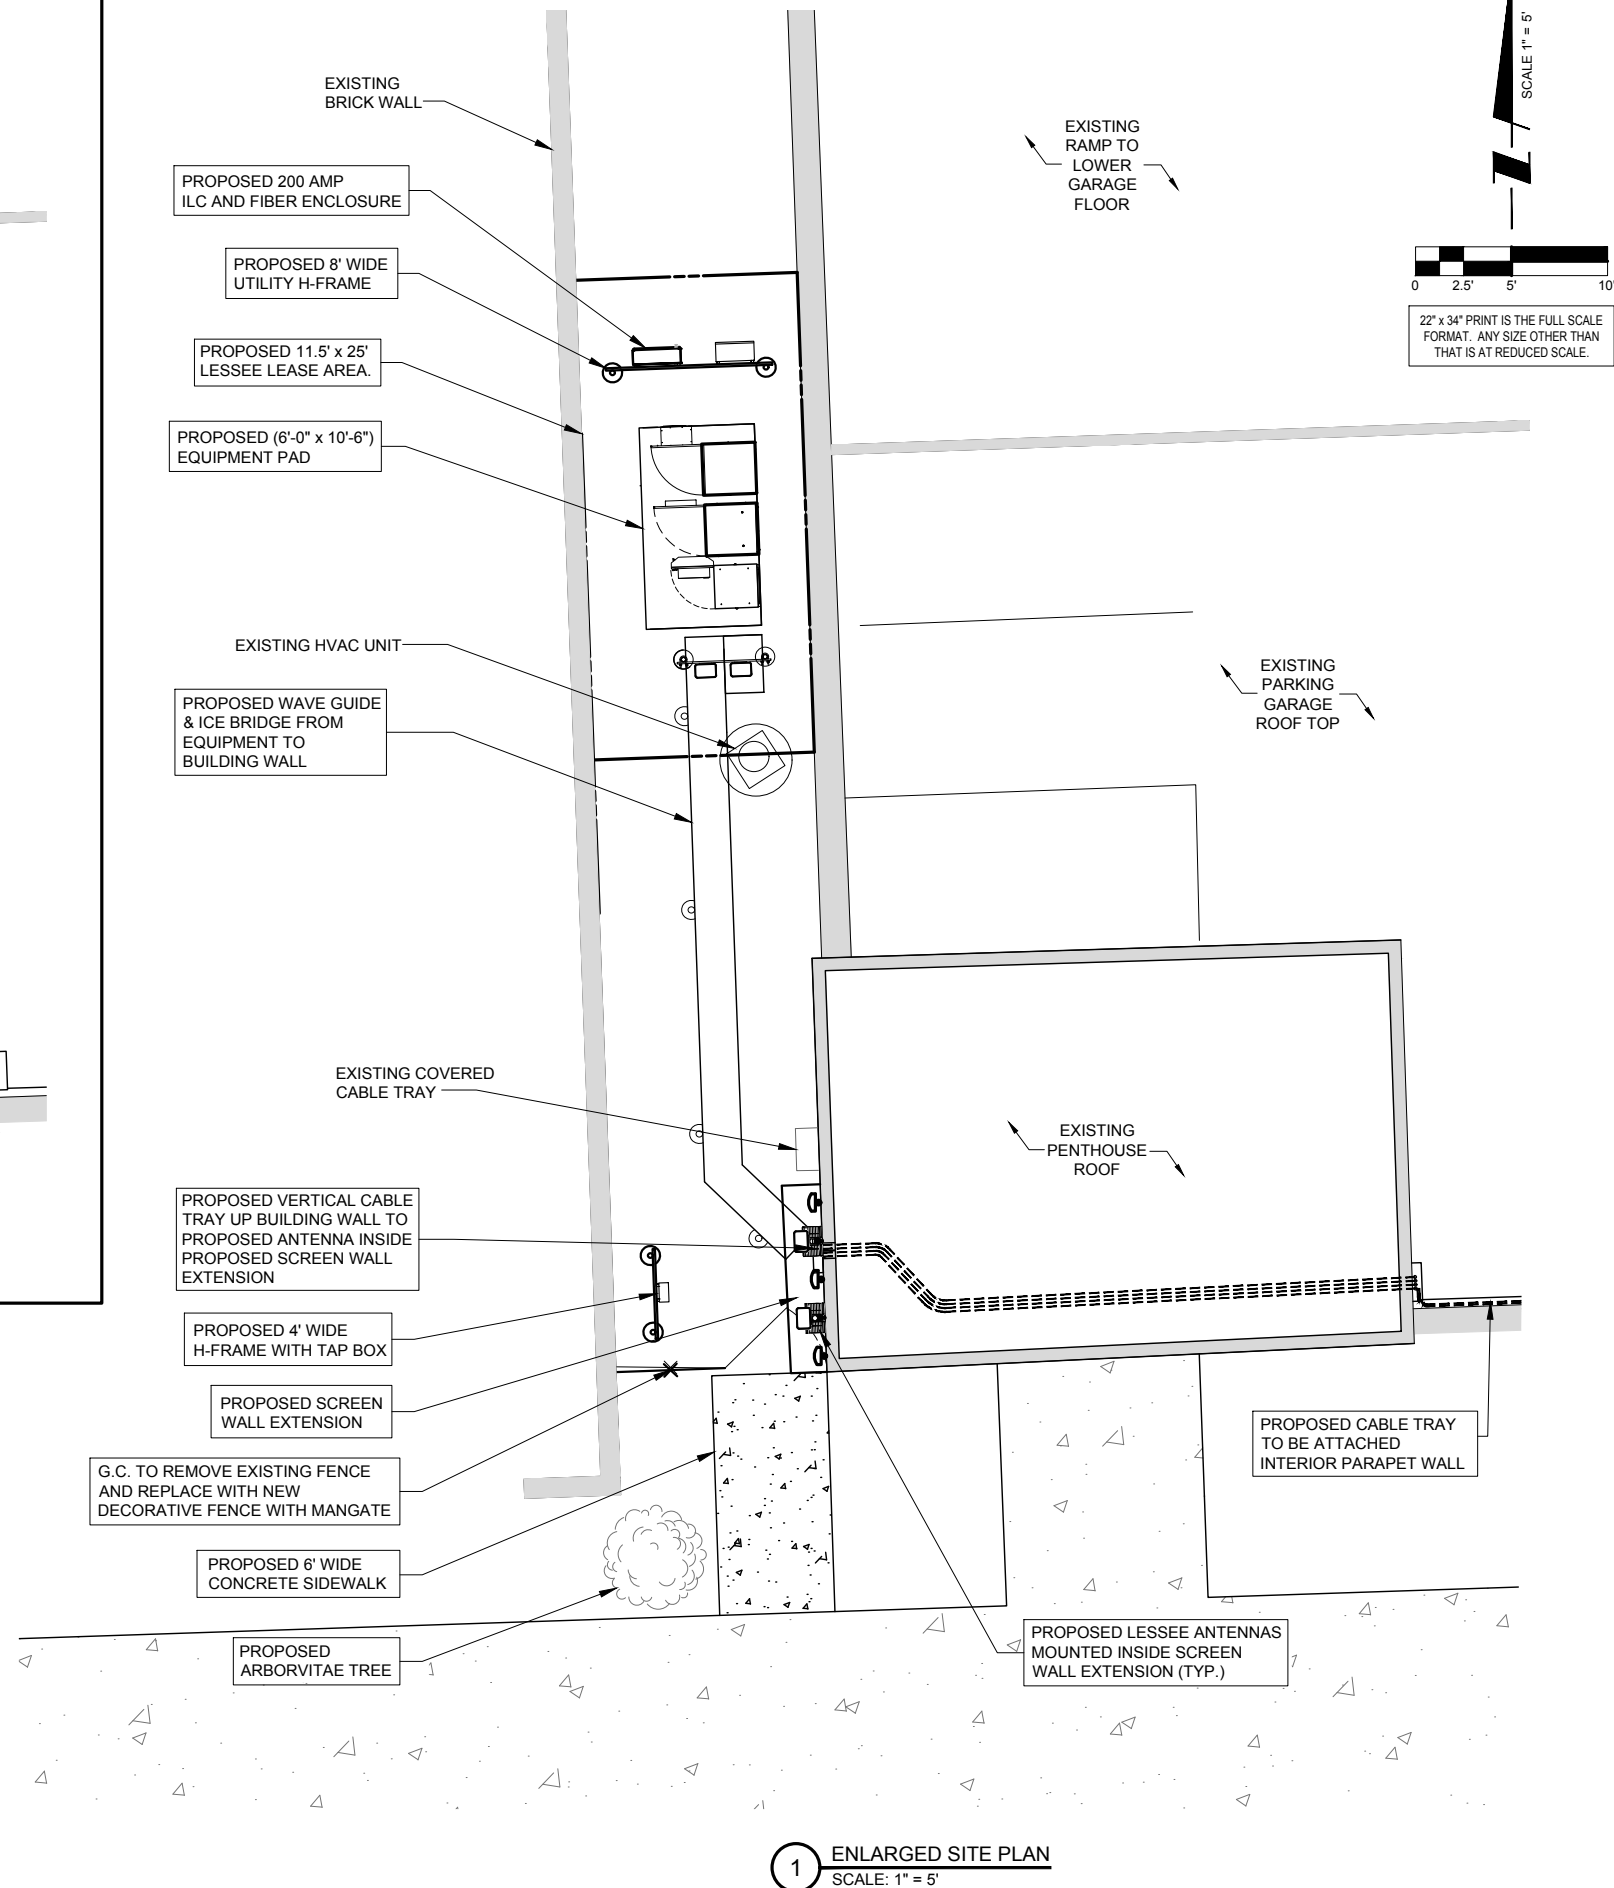 EXISTING
BRICK WALL
PROPOSED 200 AMP
ILC AND FIBER ENCLOSURE
PROPOSED 8' WIDE
UTILITY H-FRAME
PROPOSED 11.5' x 25'
LESSEE LEASE AREA.
PROPOSED (6'-0" x 10'-6")
EQUIPMENT PAD
EXISTING HVAC UNIT
PROPOSED WAVE GUIDE
& ICE BRIDGE FROM
EQUIPMENT TO
BUILDING WALL
EXISTING COVERED
CABLE TRAY
PROPOSED VERTICAL CABLE
TRAY UP BUILDING WALL TO
PROPOSED ANTENNA INSIDE
PROPOSED SCREEN WALL
EXTENSION
PROPOSED 4' WIDE
H-FRAME WITH TAP BOX
PROPOSED SCREEN
WALL EXTENSION
G.C. TO REMOVE EXISTING FENCE
AND REPLACE WITH NEW
DECORATIVE FENCE WITH MANGATE
PROPOSED 6' WIDE
CONCRETE SIDEWALK
PROPOSED
ARBORVITAE TREE
EXISTING
RAMP TO
LOWER
GARAGE
FLOOR
SCALE 1" = 5'
N
0 2.5' 5' 10'
22" x 34" PRINT IS THE FULL SCALE
FORMAT. ANY SIZE OTHER THAN
THAT IS AT REDUCED SCALE.
EXISTING
PARKING
GARAGE
ROOF TOP
EXISTING
PENTHOUSE
ROOF
PROPOSED CABLE TRAY
TO BE ATTACHED
INTERIOR PARAPET WALL
PROPOSED LESSEE ANTENNAS
MOUNTED INSIDE SCREEN
WALL EXTENSION (TYP.)
1 ENLARGED SITE PLAN
SCALE: 1" = 5'